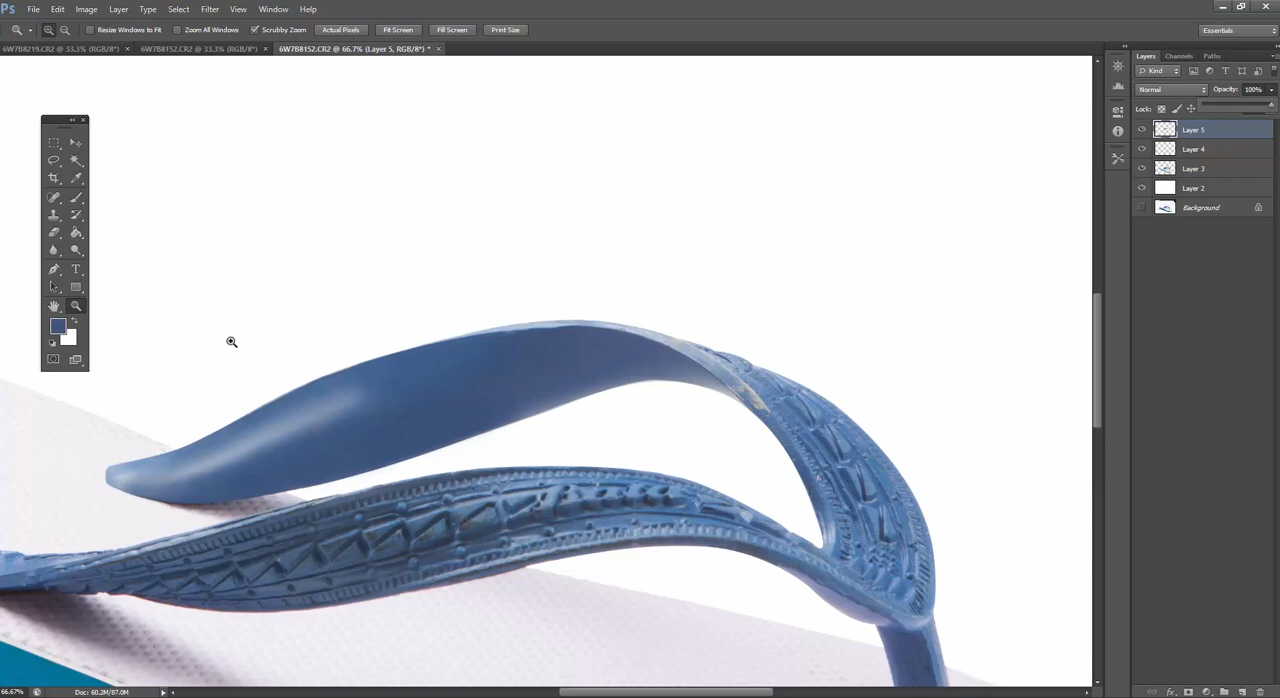 Ps File Edit Image Layer Type Select Filter View Window Help
Resize Windows to Fit Zoom All Windows Scrubby Zoom Actual Pixels Fit Screen Fill Screen Print Size Essentials
6W7B8219.CR2 @ 33.3% (RGB/8*) × 6W7B8152.CR2 @ 33.3% (RGB/8*) × 6W7B8152.CR2 @ 66.7% (Layer 5, RGB/8*) * ×
Layers Channels Paths
Kind
Normal Opacity: 100%
Lock:
Layer 5
Layer 4
Layer 3
Layer 2
Background
T
66.67% Doc: 60.2M/87.0M
fx